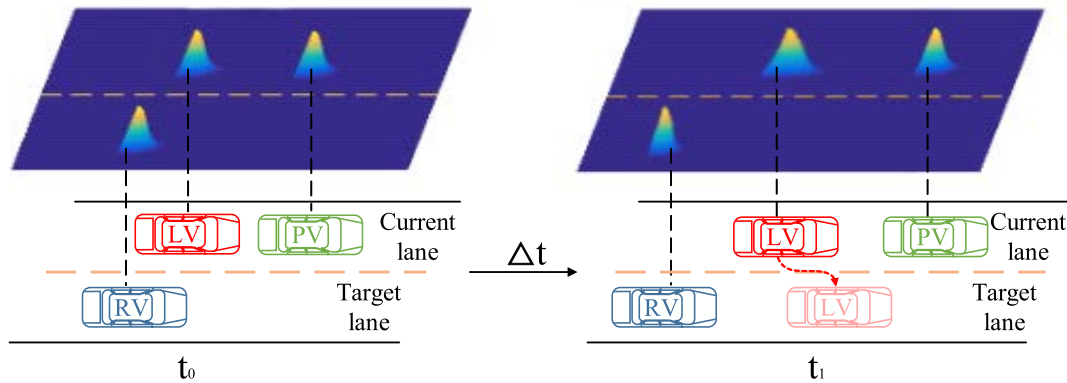 LV
PV
Current
lane
RV
Target
lane
t0
Δt
LV
PV
Current
lane
RV
LV
Target
lane
t1